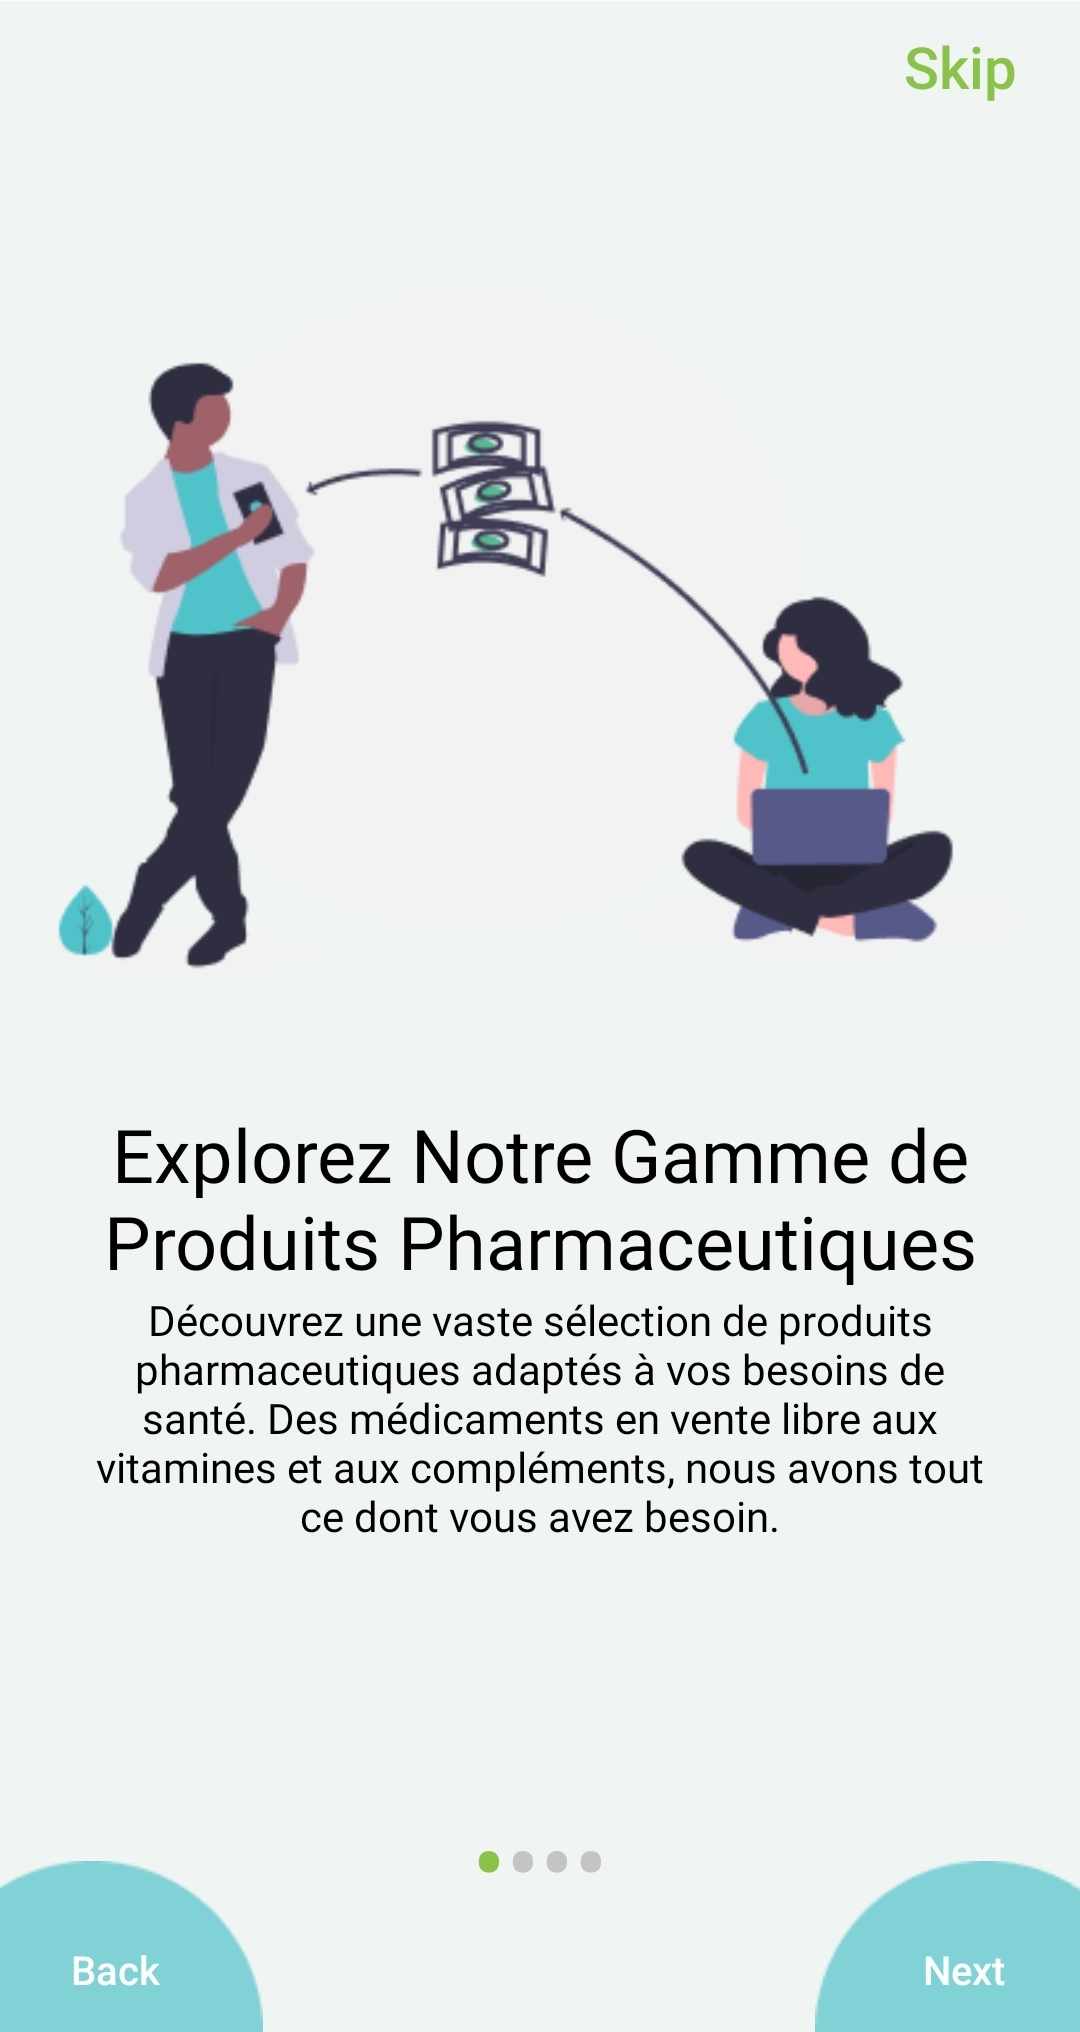 Skip
Explorez Notre Gamme de
Produits Pharmaceutiques
Découvrez une vaste sélection de produits
pharmaceutiques adaptés à vos besoins de
santé. Des médicaments en vente libre aux
vitamines et aux compléments, nous avons tout
ce dont vous avez besoin.
Back
Next